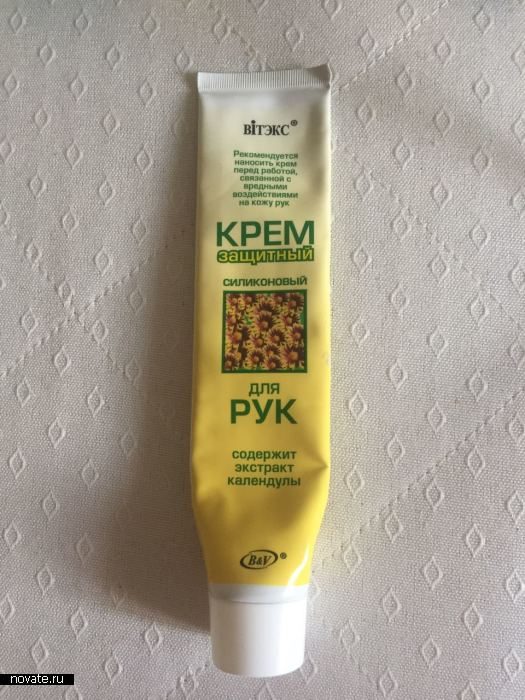 ВІТЭКС®
Рекомендуется
наносить крем
перед работой,
связанной с
вредными
воздействиями
на кожу рук
КРЕМ
защитный
СИЛИКОНОВЫЙ
ДЛЯ
РУК
содержит
экстракт
календулы
B&V®
novate.ru